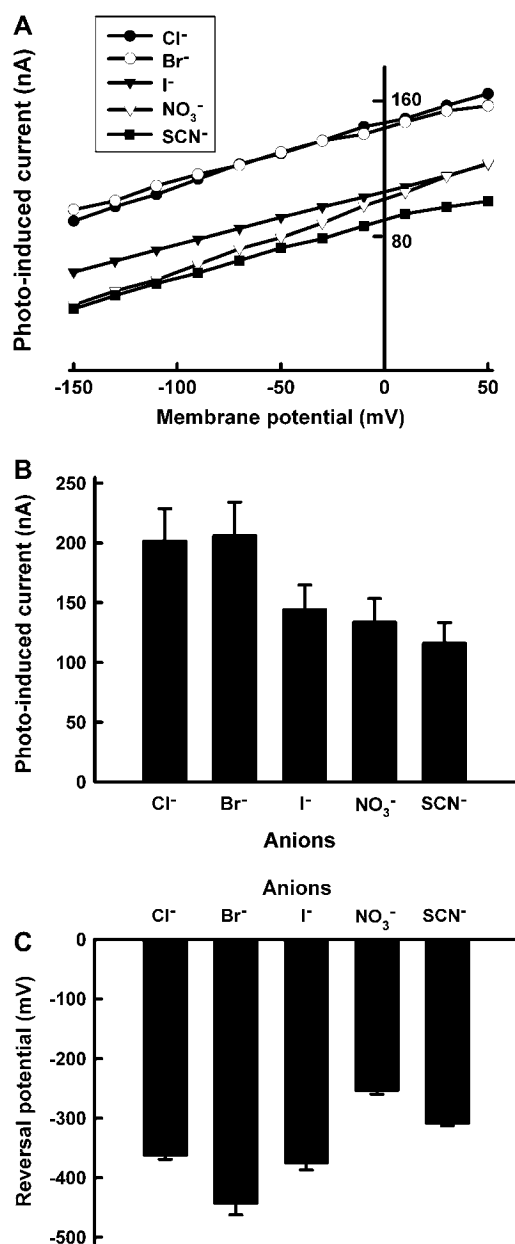 A
Cl⁻
Br⁻
I⁻
NO₃⁻
SCN⁻
Photo-induced current (nA)
160
80
-150
-100
-50
0
50
Membrane potential (mV)
B
Photo-induced current (nA)
250
200
150
100
50
0
Cl⁻ Br⁻ I⁻ NO₃⁻ SCN⁻
Anions
Anions
Cl⁻ Br⁻ I⁻ NO₃⁻ SCN⁻
C
Reversal potential (mV)
0
-100
-200
-300
-400
-500